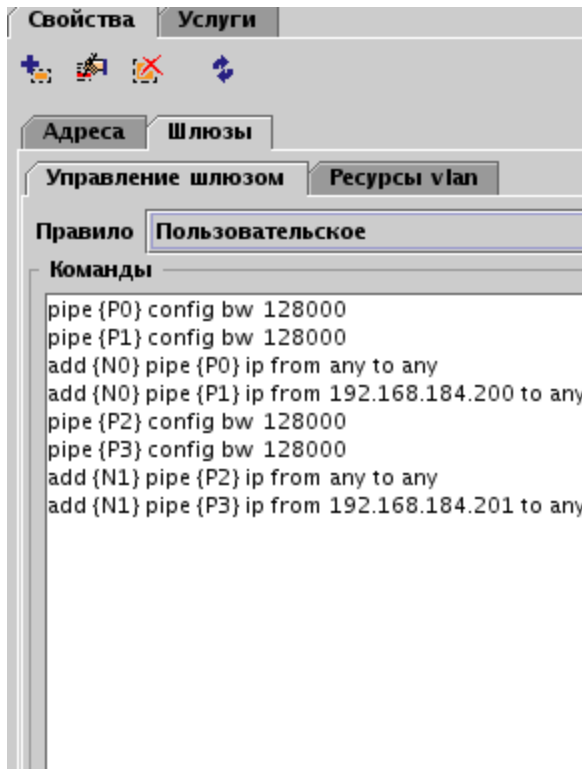 Свойства Услуги
Адреса Шлюзы
Управление шлюзом Ресурсы vlan
Правило Пользовательское
Команды
pipe {P0} config bw 128000
pipe {P1} config bw 128000
add {N0} pipe {P0} ip from any to any
add {N0} pipe {P1} ip from 192.168.184.200 to any
pipe {P2} config bw 128000
pipe {P3} config bw 128000
add {N1} pipe {P2} ip from any to any
add {N1} pipe {P3} ip from 192.168.184.201 to any